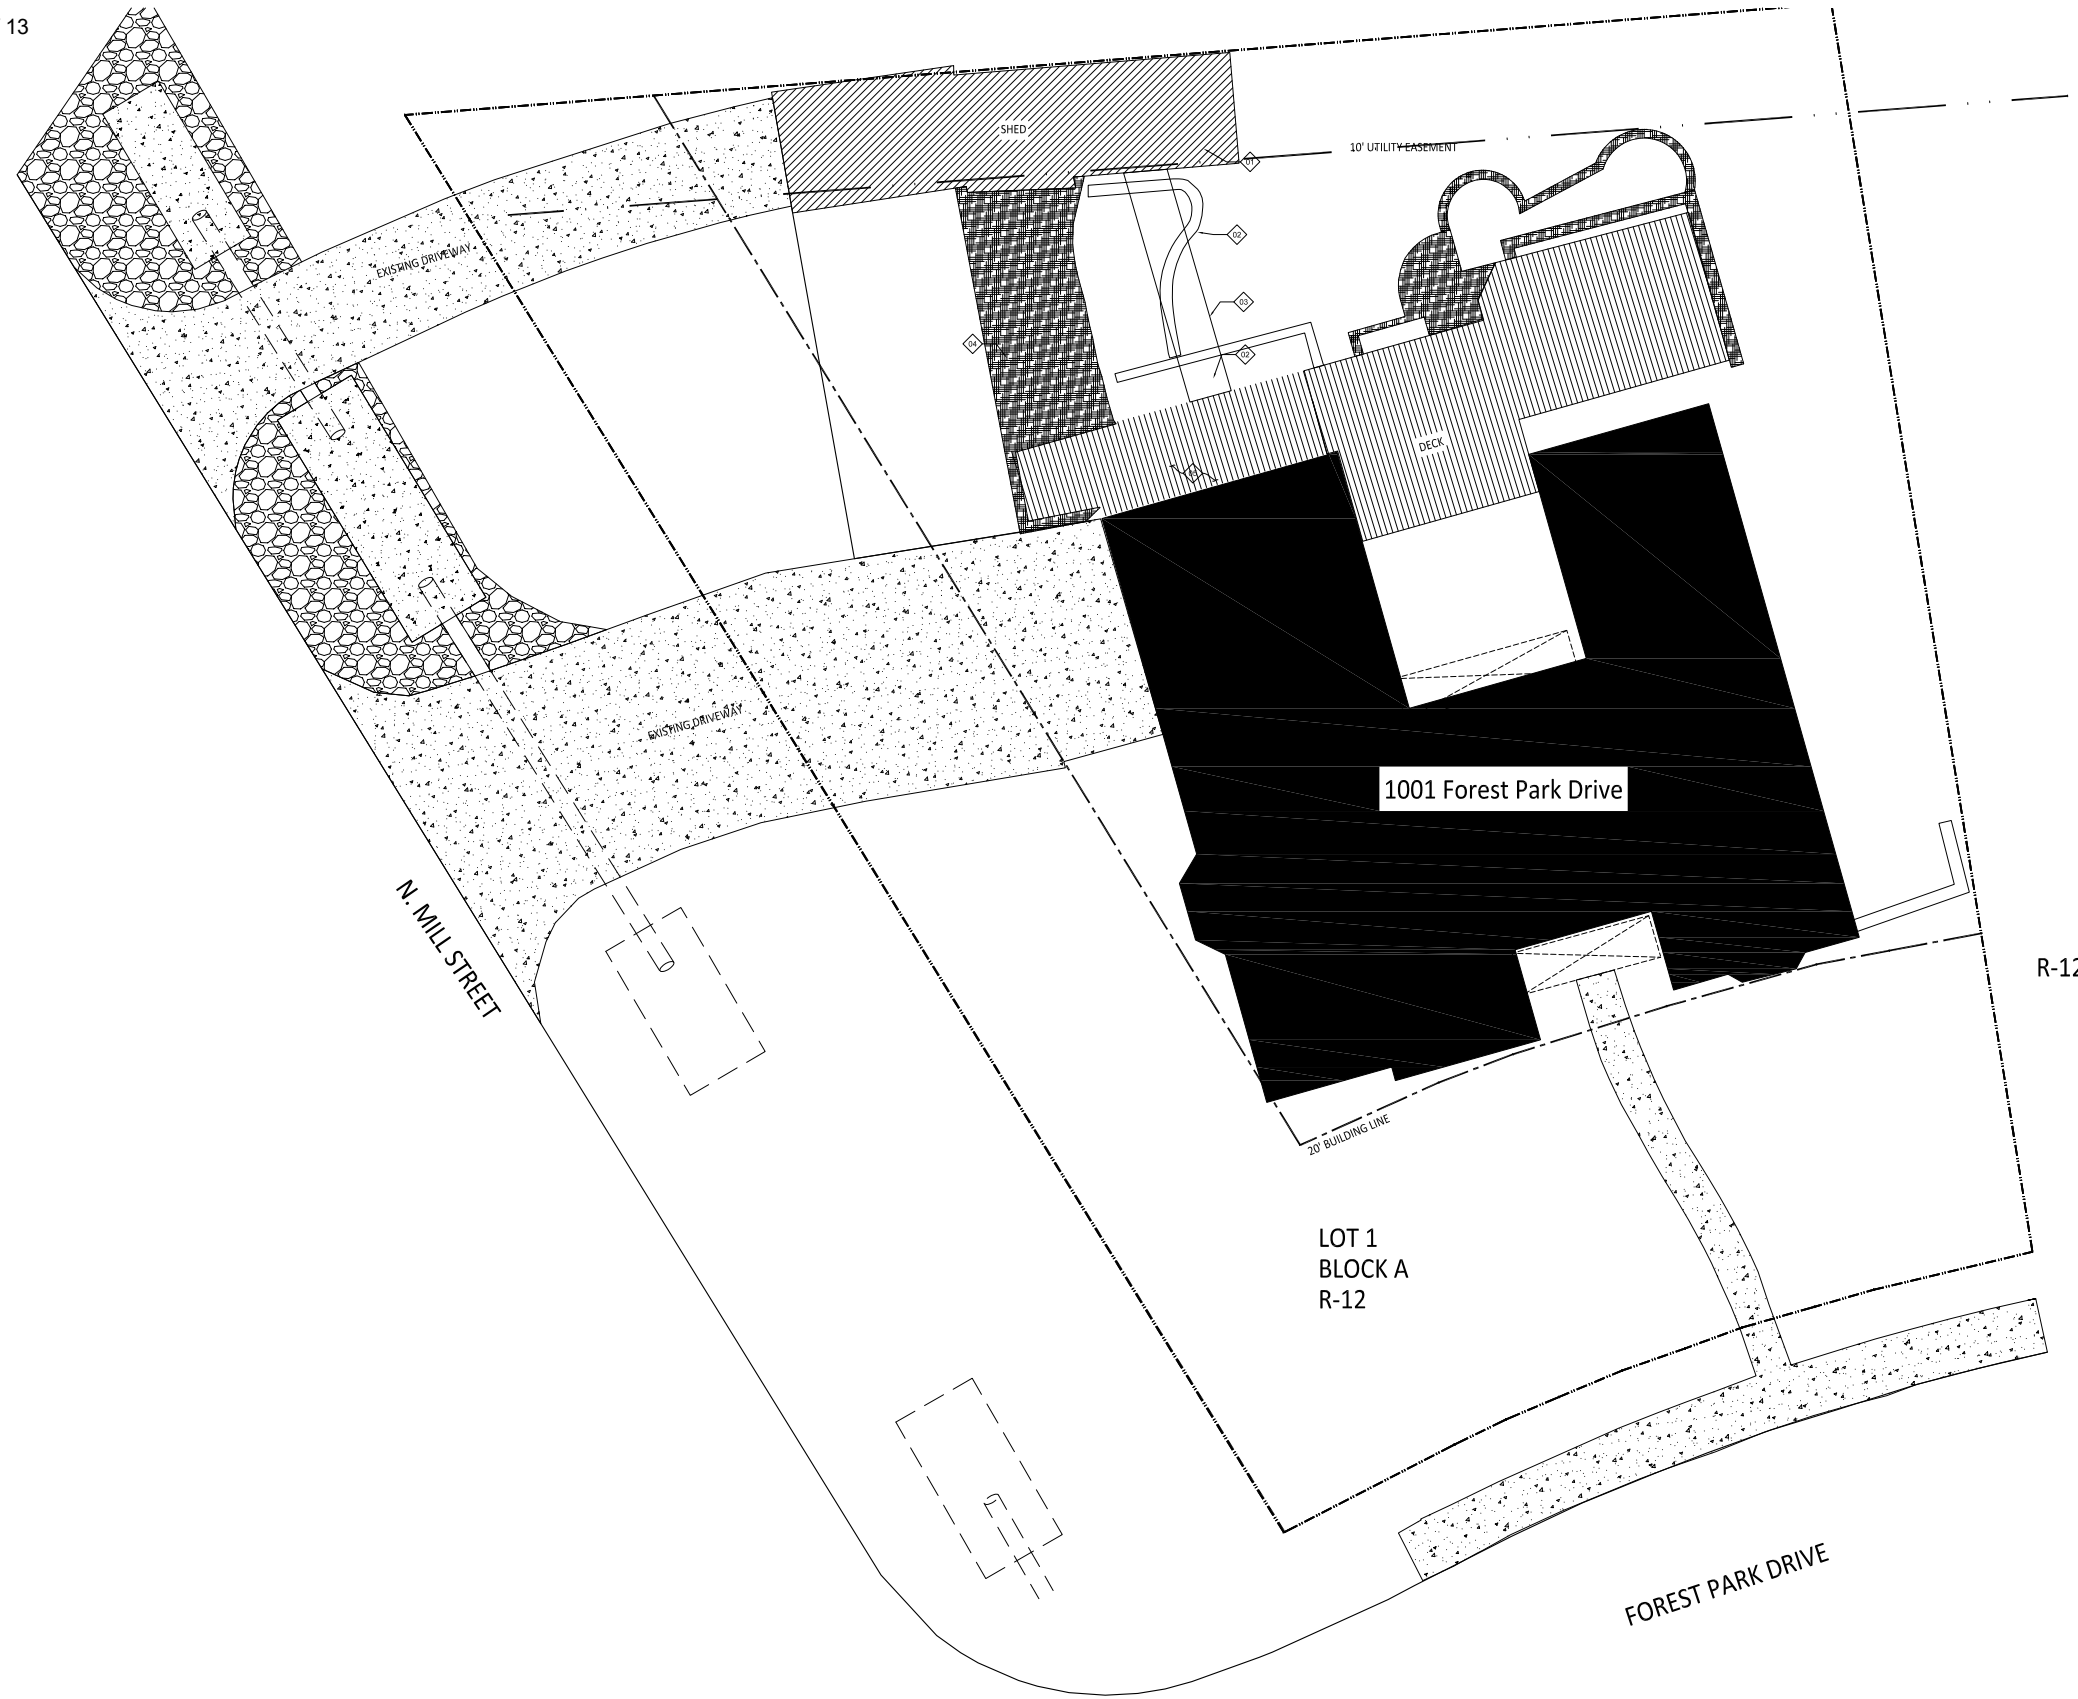 13
SHED
10' UTILITY EASEMENT
01
02
EXISTING DRIVEWAY
03
04
02
DECK
05
EXISTING DRIVEWAY
1001 Forest Park Drive
N. MILL STREET
R-12
20' BUILDING LINE
LOT 1
BLOCK A
R-12
FOREST PARK DRIVE